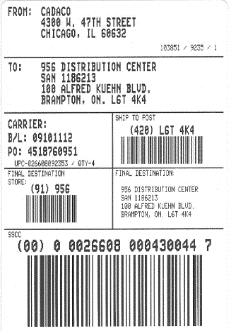 FROM: CADACO
4300 W. 47TH STREET
CHICAGO, IL 60632
103851 / 9235 / 1
TO: 956 DISTRIBUTION CENTER
SAN 1186213
100 ALFRED KUEHN BLVD.
BRAMPTON, ON. L6T 4K4
CARRIER:
B/L: 09101112
PO: 4518760951
UPC-026608092353 / QTY-4
SHIP TO POST
(420) L6T 4K4
FINAL DESTINATION
STORE:
(91) 956
FINAL DESTINATION:
956 DISTRIBUTION CENTER
SAN 1186213
100 ALFRED KUEHN BLVD.
BRAMPTON, ON. L6T 4K4
SSCC
(00) 0 0026608 000430044 7